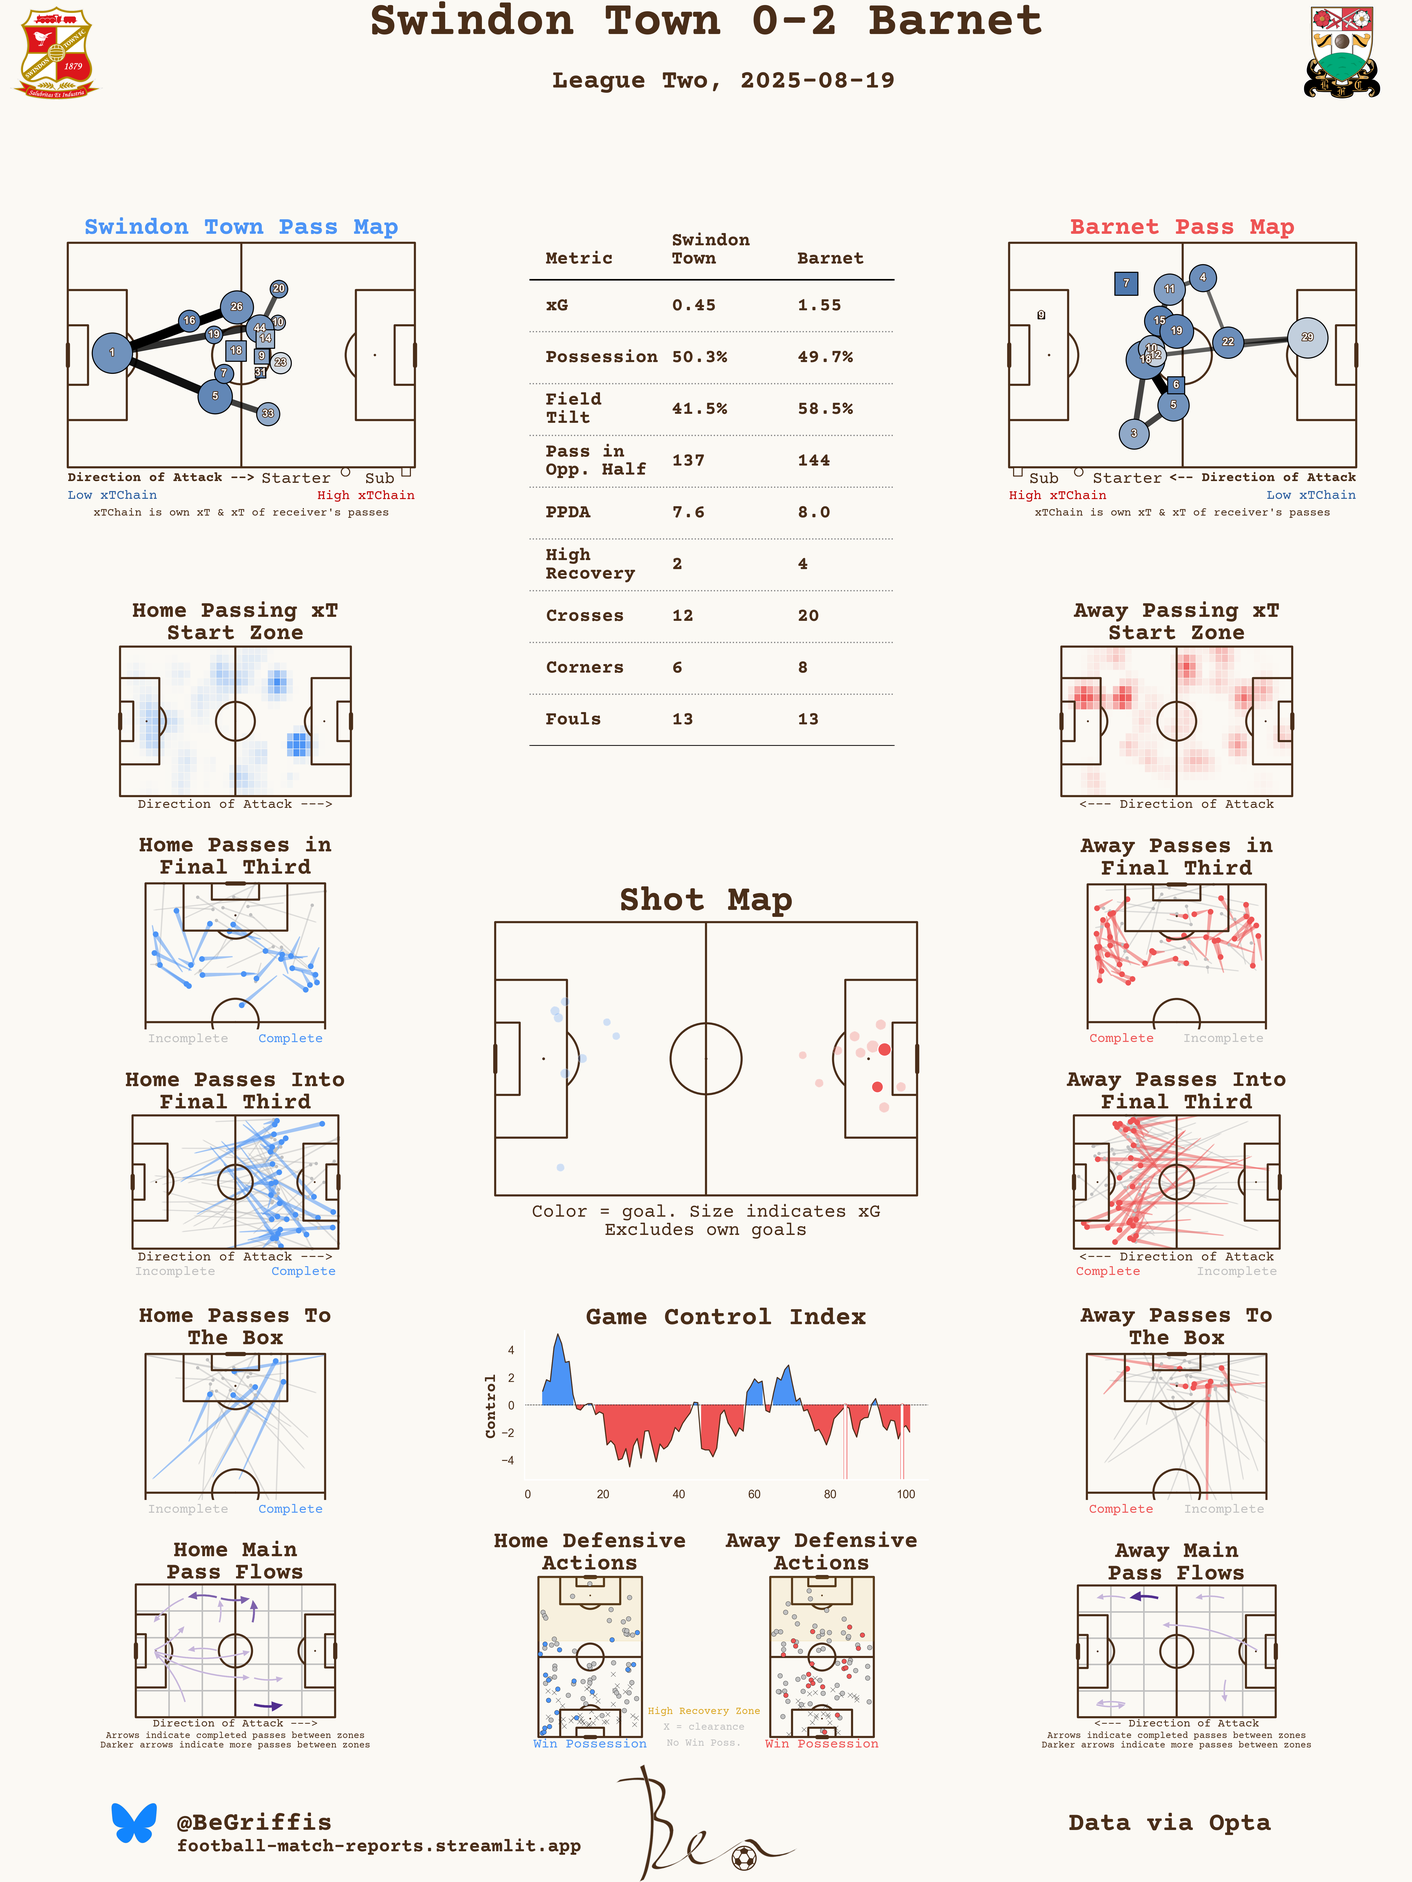 Swindon Town 0-2 Barnet
League Two, 2025-08-19
TOWN FC
SWINDON
1879
Salubritas Et Industria
B F C
Swindon Town Pass Map
1
16
26
20
19
44
10
14
18
9
23
31
7
5
33
Direction of Attack --> Starter Sub
Low xTChain High xTChain
xTChain is own xT & xT of receiver's passes
Metric Swindon Town Barnet
xG 0.45 1.55
Possession 50.3% 49.7%
Field Tilt 41.5% 58.5%
Pass in Opp. Half 137 144
PPDA 7.6 8.0
High Recovery 2 4
Crosses 12 20
Corners 6 8
Fouls 13 13
Barnet Pass Map
7
11
4
9
15
19
22
29
10
12
18
6
5
3
Sub Starter <-- Direction of Attack
High xTChain Low xTChain
xTChain is own xT & xT of receiver's passes
Home Passing xT
Start Zone
Direction of Attack --->
Away Passing xT
Start Zone
<--- Direction of Attack
Home Passes in
Final Third
Incomplete Complete
Away Passes in
Final Third
Complete Incomplete
Shot Map
Color = goal. Size indicates xG
Excludes own goals
Home Passes Into
Final Third
Direction of Attack --->
Incomplete Complete
Away Passes Into
Final Third
<--- Direction of Attack
Complete Incomplete
Home Passes To
The Box
Incomplete Complete
Game Control Index
Control
4
2
0
−2
−4
0 20 40 60 80 100
Away Passes To
The Box
Complete Incomplete
Home Main
Pass Flows
Direction of Attack --->
Arrows indicate completed passes between zones
Darker arrows indicate more passes between zones
Home Defensive
Actions
Win Possession
Away Defensive
Actions
Win Possession
High Recovery Zone
X = clearance
No Win Poss.
Away Main
Pass Flows
<--- Direction of Attack
Arrows indicate completed passes between zones
Darker arrows indicate more passes between zones
@BeGriffis
football-match-reports.streamlit.app
Ben
Data via Opta